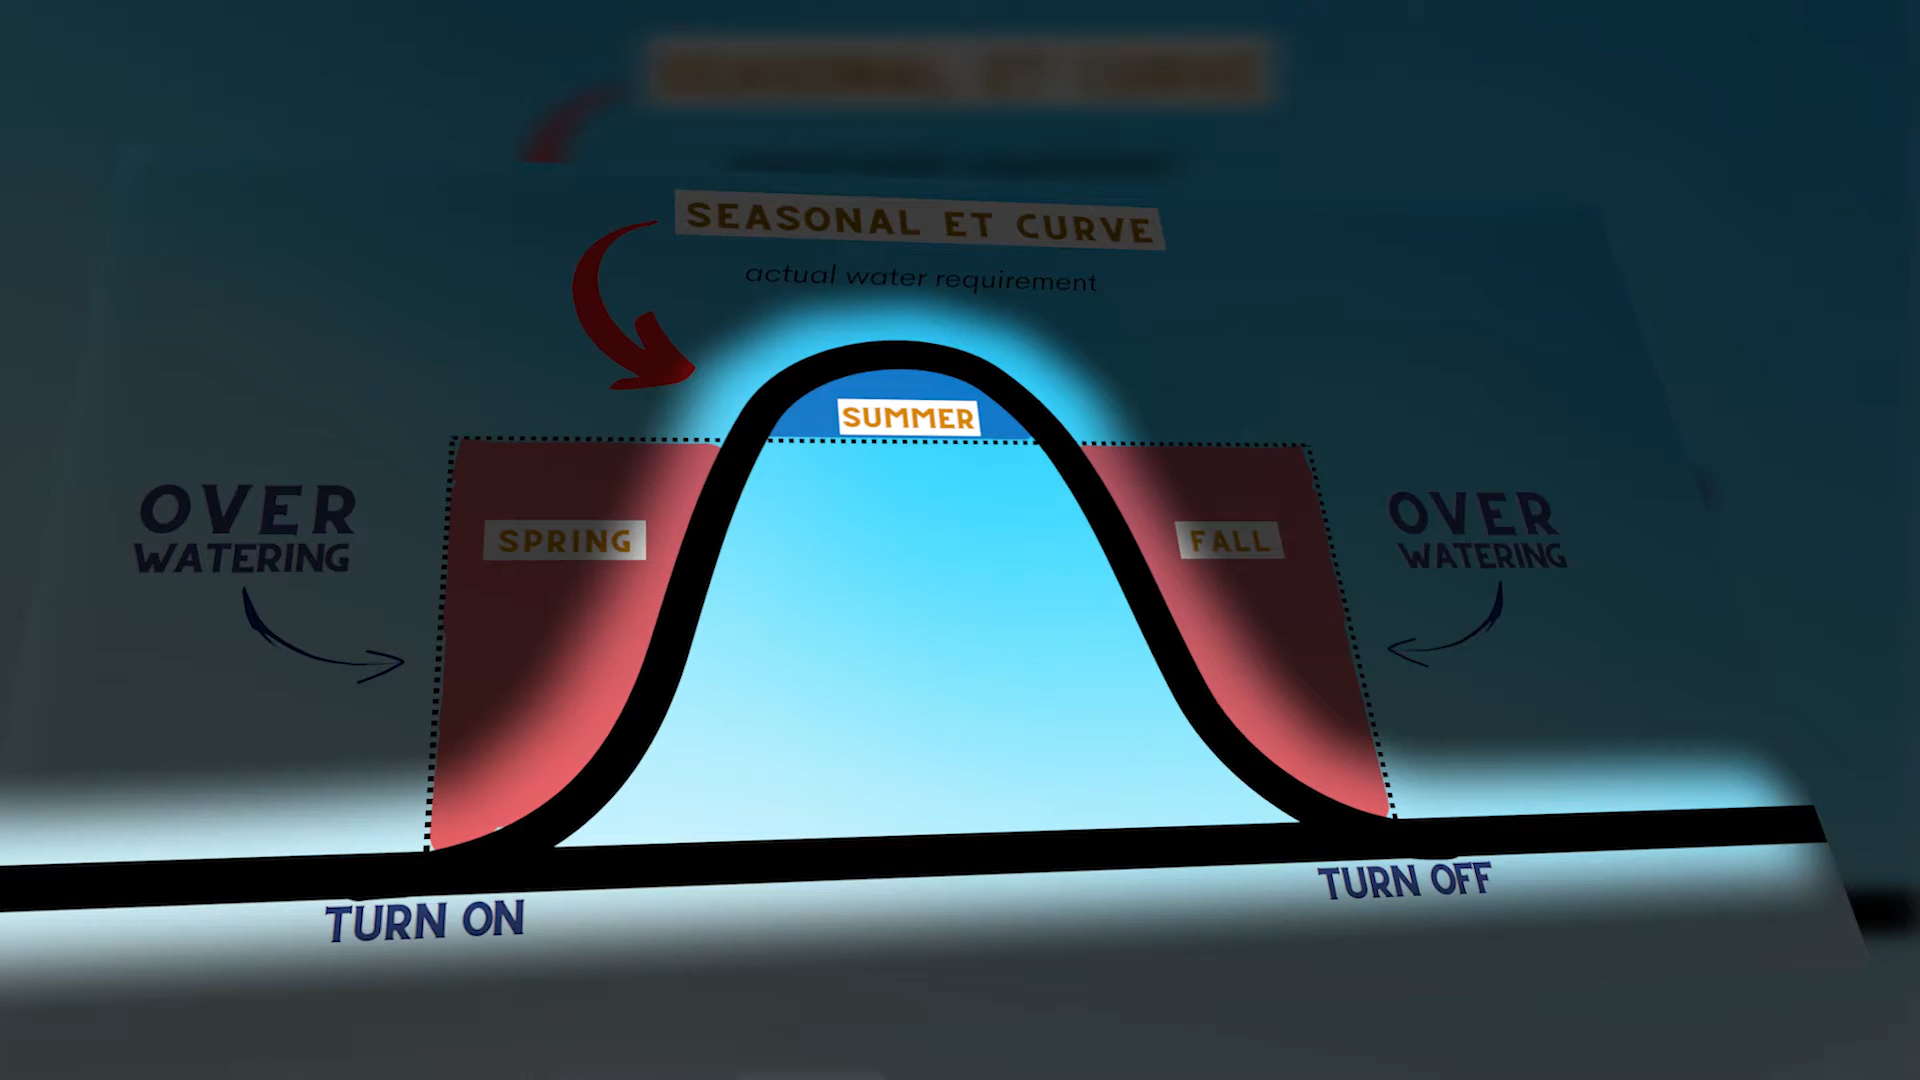 SEASONAL ET CURVE
actual water requirement
SUMMER
OVER
WATERING
SPRING
FALL
OVER
WATERING
TURN ON
TURN OFF